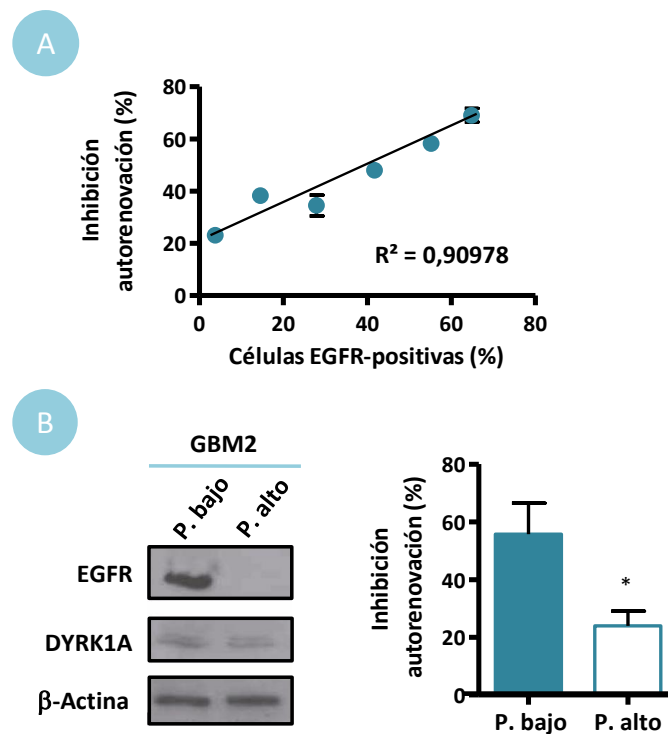 A
Inhibición
autorenovación (%)
80
60
40
20
0
R² = 0,90978
0 20 40 60 80
Células EGFR-positivas (%)
B
GBM2
P. bajo P. alto
EGFR
DYRK1A
β-Actina
Inhibición
autorenovación (%)
80
60
40
20
0
*
P. bajo P. alto